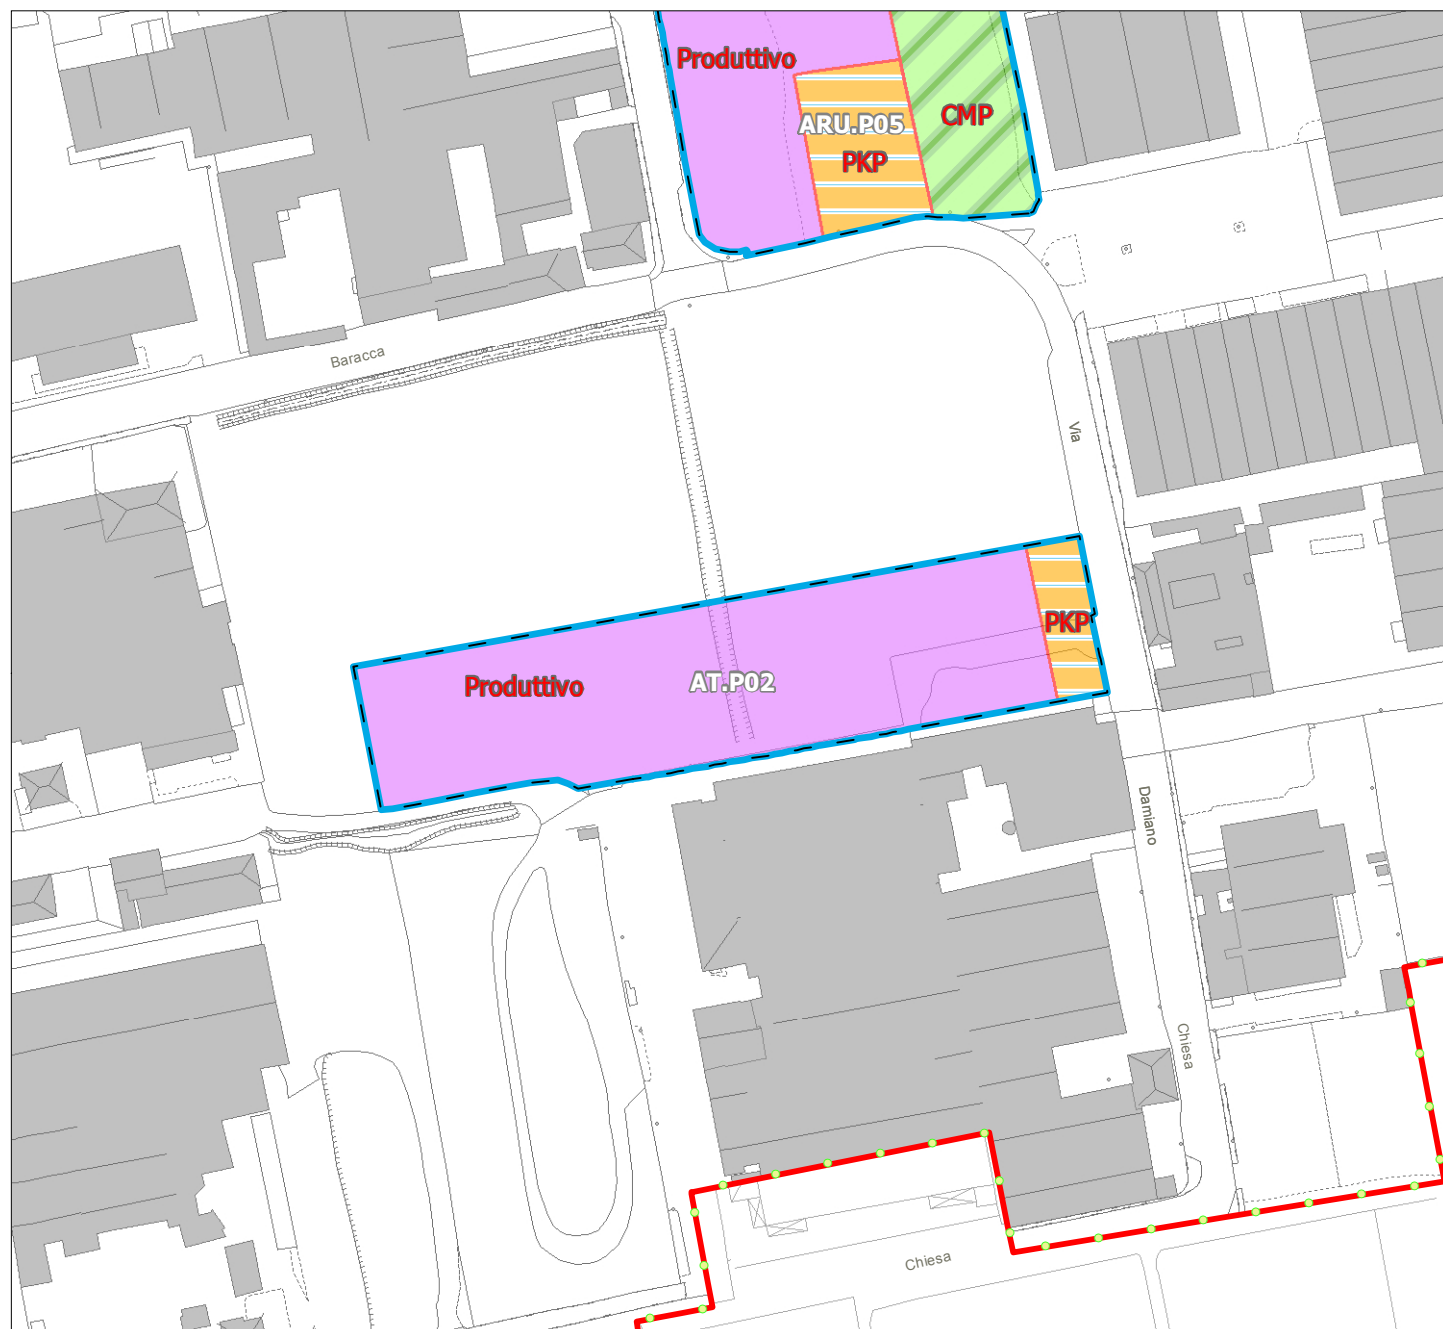 Produttivo
CMP
ARU.P05
PKP
Baracca
Via
PKP
AT.P02
Produttivo
Damiano
Chiesa
Chiesa